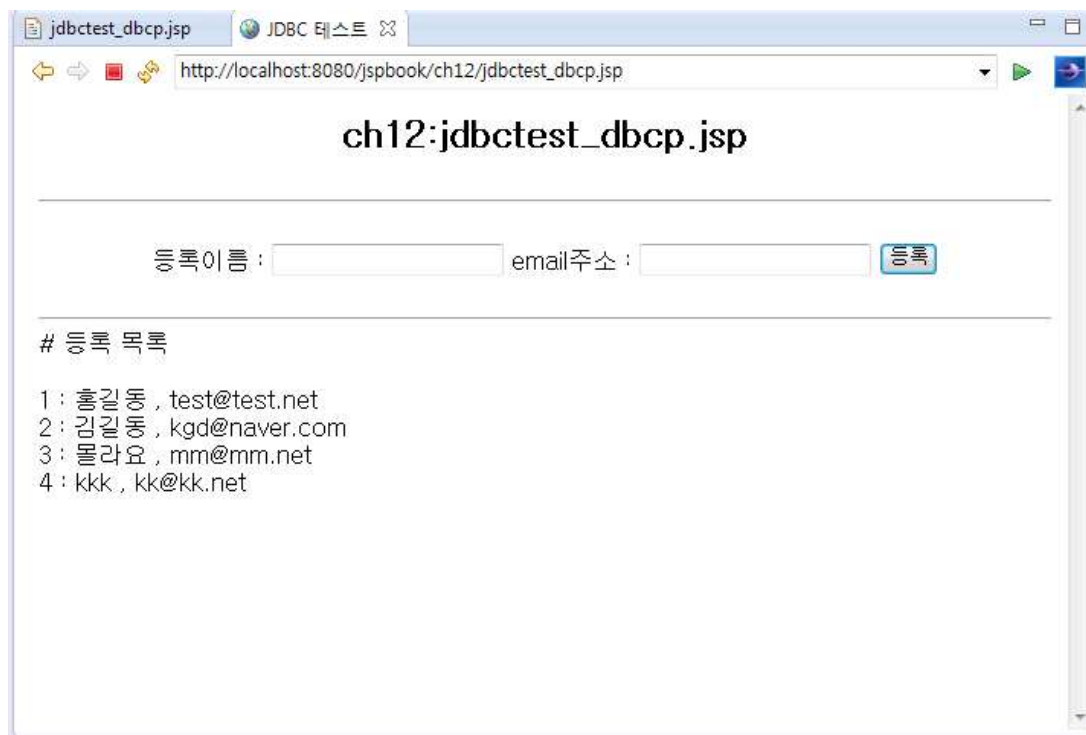 jdbctest_dbcp.jsp
JDBC 테스트
http://localhost:8080/jspbook/ch12/jdbctest_dbcp.jsp
ch12:jdbctest_dbcp.jsp
등록이름 : email주소 : 등록
# 등록 목록
1 : 홍길동 , test@test.net
2 : 김길동 , kgd@naver.com
3 : 몰라요 , mm@mm.net
4 : kkk , kk@kk.net